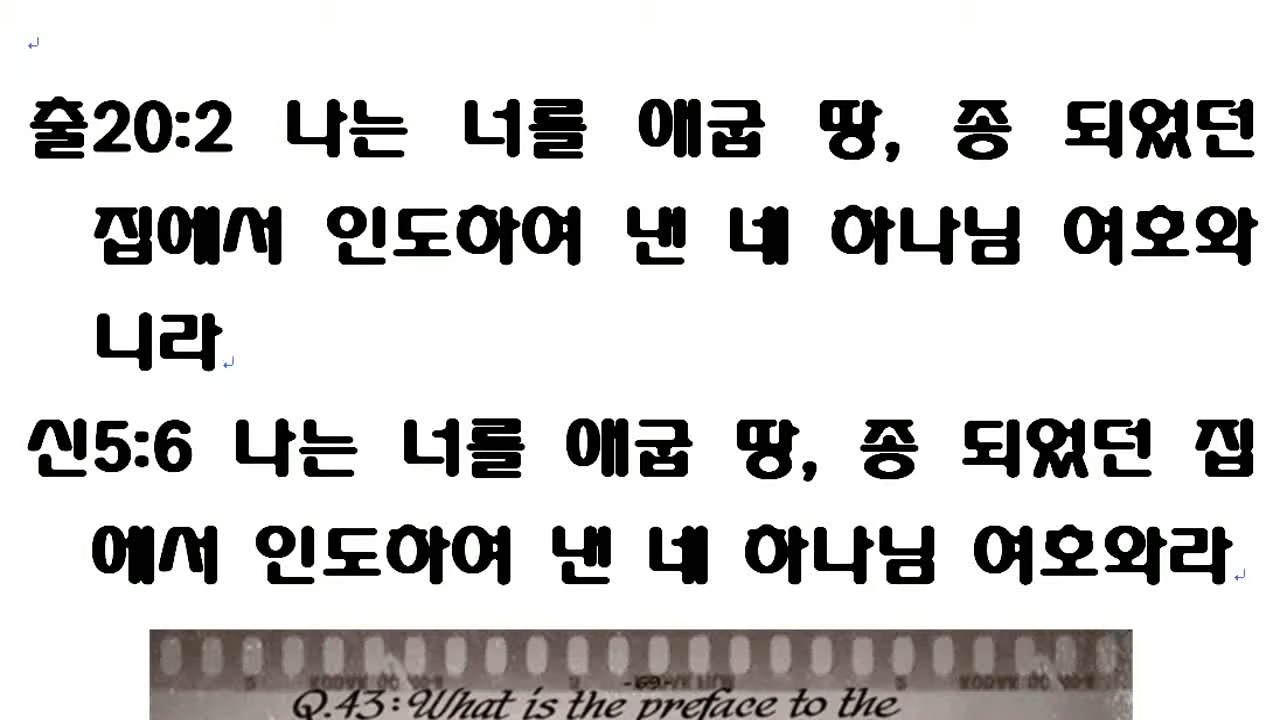 출20:2 나는 너를 애굽 땅, 종 되었던
집에서 인도하여 낸 네 하나님 여호와
니라
신5:6 나는 너를 애굽 땅, 종 되었던 집
에서 인도하여 낸 네 하나님 여호와라
-69-
Q.43: What is the preface to the